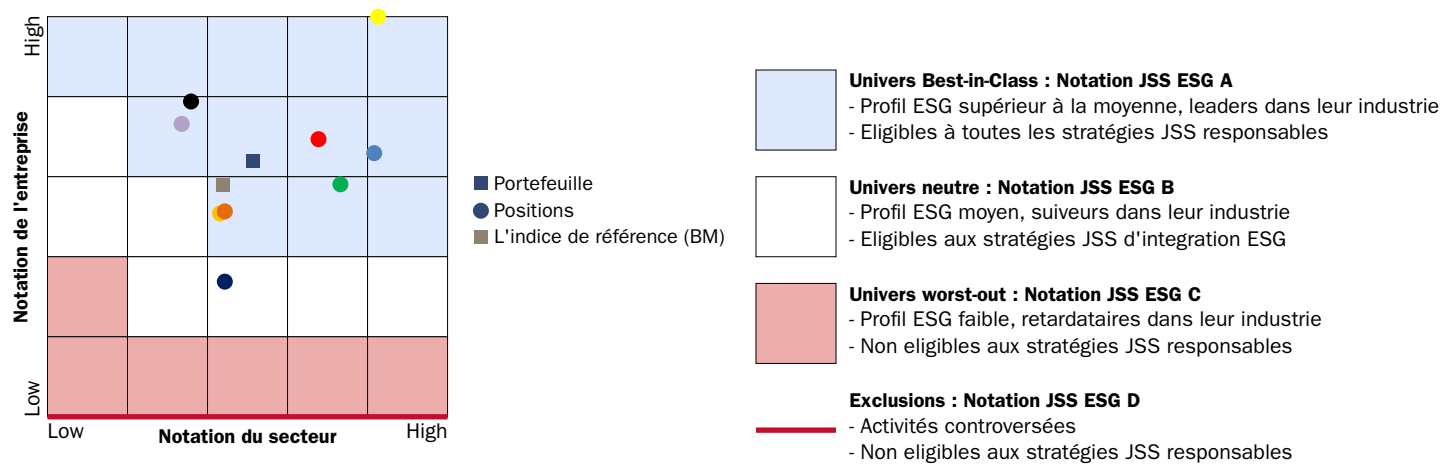 High
Notation de l'entreprise
Low
Low
Notation du secteur
High
Portefeuille
Positions
L'indice de référence (BM)
Univers Best-in-Class : Notation JSS ESG A
- Profil ESG supérieur à la moyenne, leaders dans leur industrie
- Eligibles à toutes les stratégies JSS responsables
Univers neutre : Notation JSS ESG B
- Profil ESG moyen, suiveurs dans leur industrie
- Eligibles aux stratégies JSS d'integration ESG
Univers worst-out : Notation JSS ESG C
- Profil ESG faible, retardataires dans leur industrie
- Non eligibles aux stratégies JSS responsables
Exclusions : Notation JSS ESG D
- Activités controversées
- Non eligibles aux stratégies JSS responsables